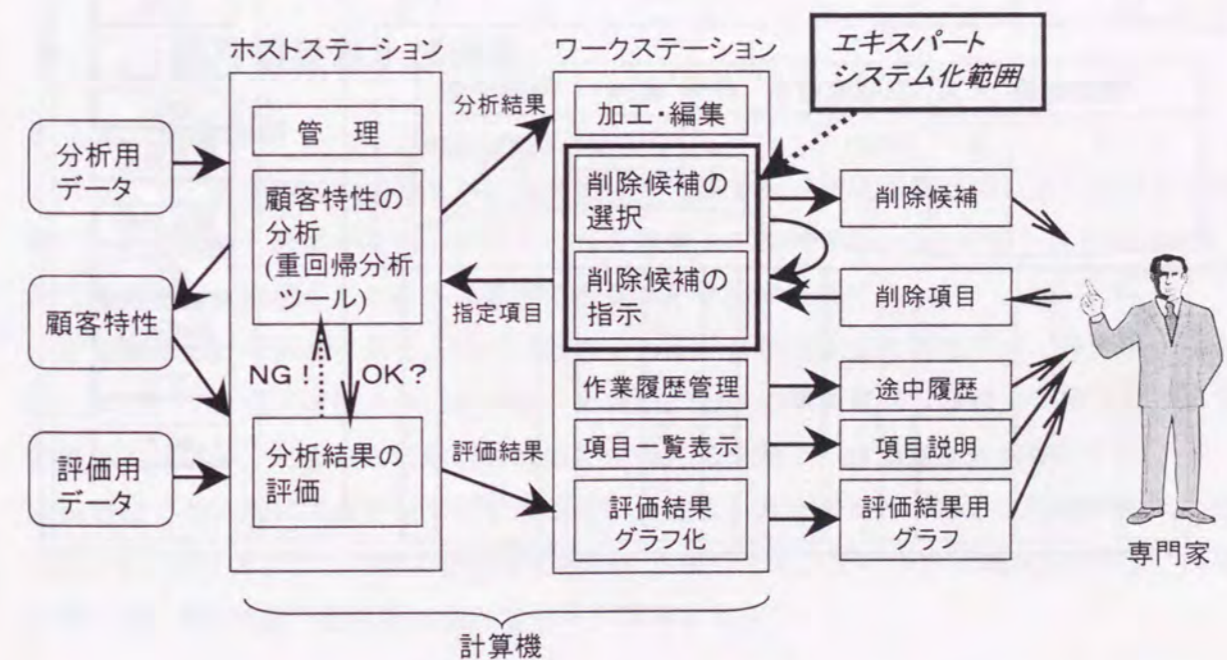 ホストステーション
ワークステーション
エキスパート
システム化範囲
分析用
データ
顧客特性
評価用
データ
管 理
顧客特性の
分析
(重回帰分析
ツール)
NG!
OK?
分析結果の
評価
分析結果
指定項目
評価結果
加工・編集
削除候補の
選択
削除候補の
指示
作業履歴管理
項目一覧表示
評価結果
グラフ化
削除候補
削除項目
途中履歴
項目説明
評価結果用
グラフ
専門家
計算機